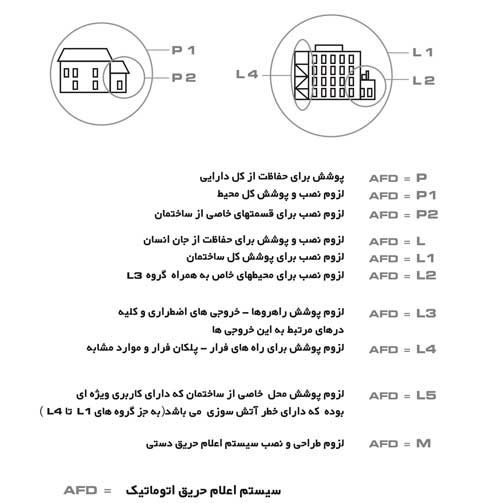 P1
P2
L1
L4
L2
پوشش برای حفاظت از کل دارایی AFD = P
لزوم نصب و پوشش کل محیط AFD = P1
لزوم نصب برای قسمتهای خاصی از ساختمان AFD = P2
لزوم نصب و پوشش برای حفاظت از جان انسان AFD = L
لزوم نصب برای پوشش کل ساختمان AFD = L1
لزوم نصب برای محیطهای خاص به همراه گروه L3 AFD = L2
لزوم پوشش راهروها - خروجی های اضطراری و کلیه AFD = L3
درهای مرتبط به این خروجی ها
لزوم پوشش برای راه های فرار - پلکان فرار و موارد مشابه AFD = L4
لزوم پوشش محل خاصی از ساختمان که دارای کاربری ویژه ای AFD = L5
بوده که دارای خطر آتش سوزی می باشد(به جز گروه های L1 تا L4 )
لزوم طراحی و نصب سیستم اعلام حریق دستی AFD = M
سیستم اعلام حریق اتوماتیک = AFD